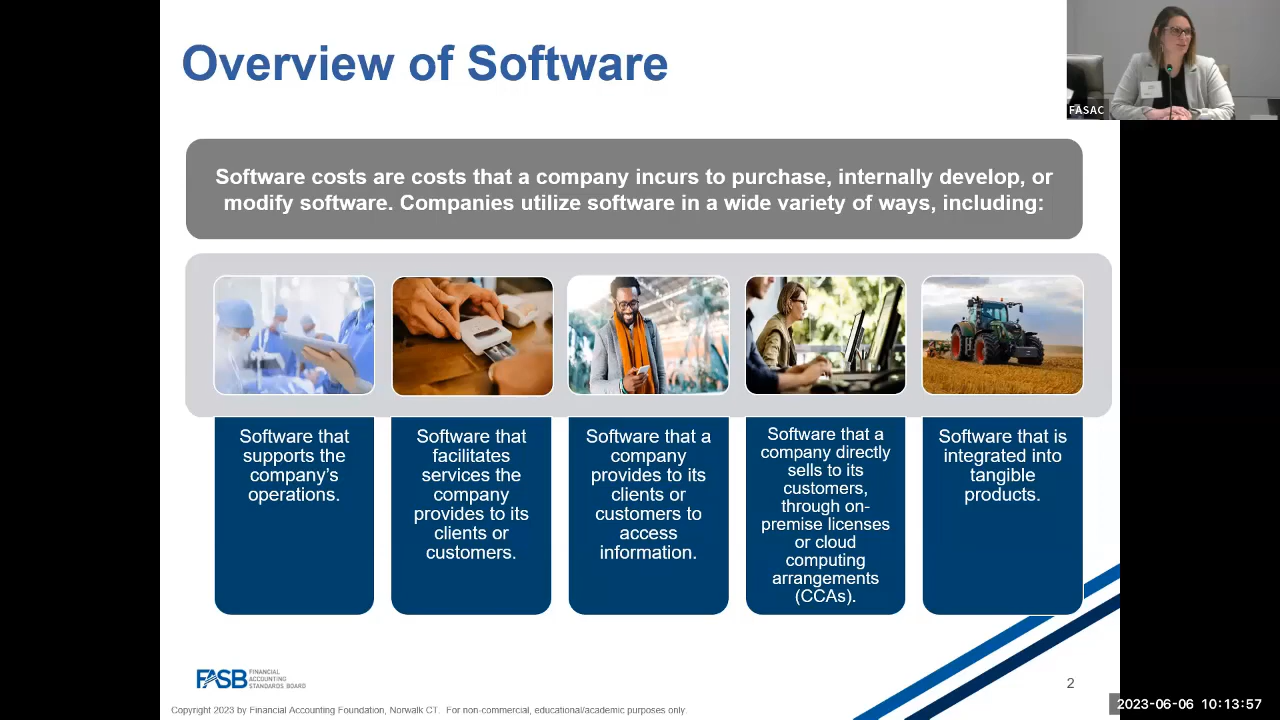 Overview of Software
FASAC
Software costs are costs that a company incurs to purchase, internally develop, or
modify software. Companies utilize software in a wide variety of ways, including:
Software that
supports the
company's
operations.
Software that
facilitates
services the
company
provides to its
clients or
customers.
Software that a
company
provides to its
clients or
customers to
access
information.
Software that a
company directly
sells to its
customers,
through on-
premise licenses
or cloud
computing
arrangements
(CCAs).
Software that is
integrated into
tangible
products.
FASB
FINANCIAL
ACCOUNTING
STANDARDS BOARD
2
Copyright 2023 by Financial Accounting Foundation, Norwalk CT. For non-commercial, educational/academic purposes only.
2023-06-06 10:13:57